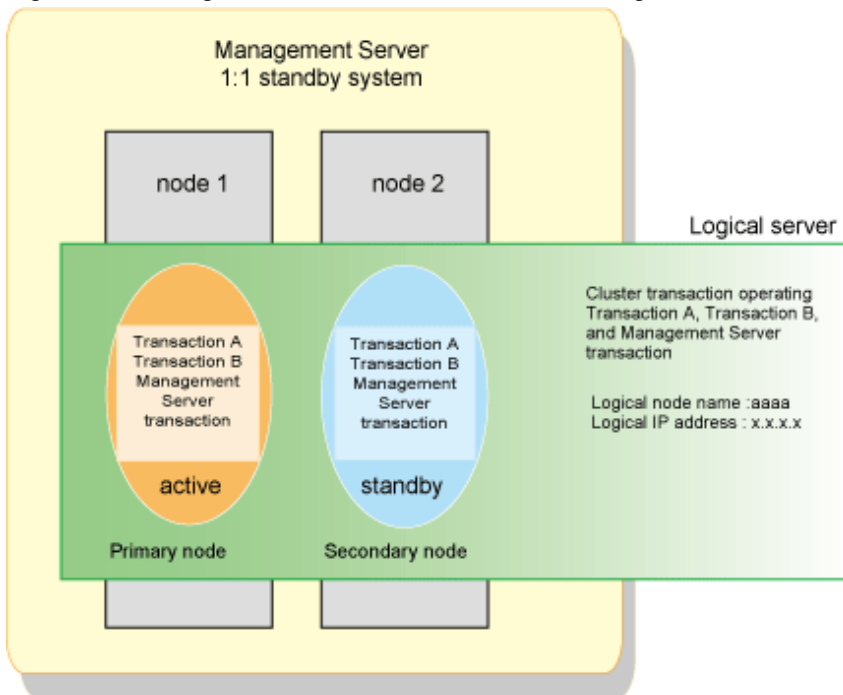 Management Server
1:1 standby system
node 1
node 2
Logical server
Transaction A
Transaction B
Management
Server
transaction
active
Primary node
Transaction A
Transaction B
Management
Server
transaction
standby
Secondary node
Cluster transaction operating
Transaction A, Transaction B,
and Management Server
transaction
Logical node name :aaaa
Logical IP address : x.x.x.x